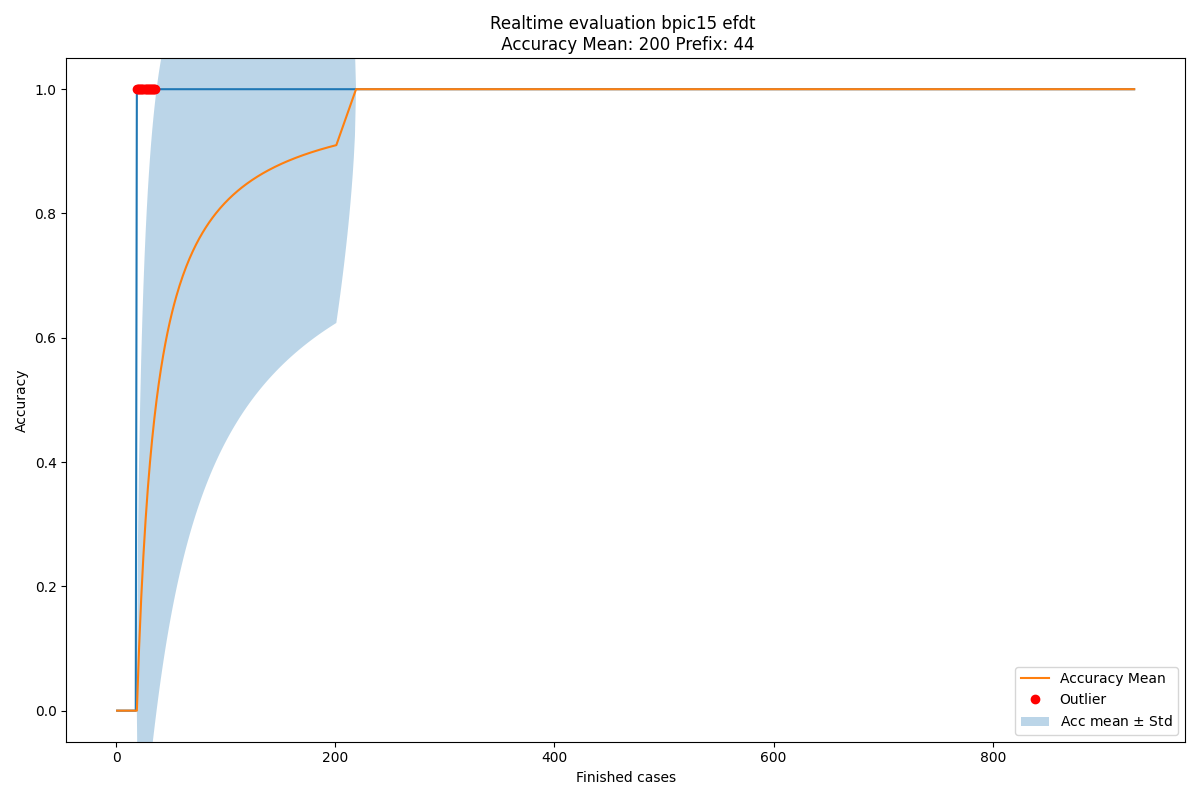 Realtime evaluation bpic15 efdt
Accuracy Mean: 200 Prefix: 44
Accuracy
1.0
0.8
0.6
0.4
0.2
0.0
0
200
400
600
800
Finished cases
Accuracy Mean
Outlier
Acc mean ± Std